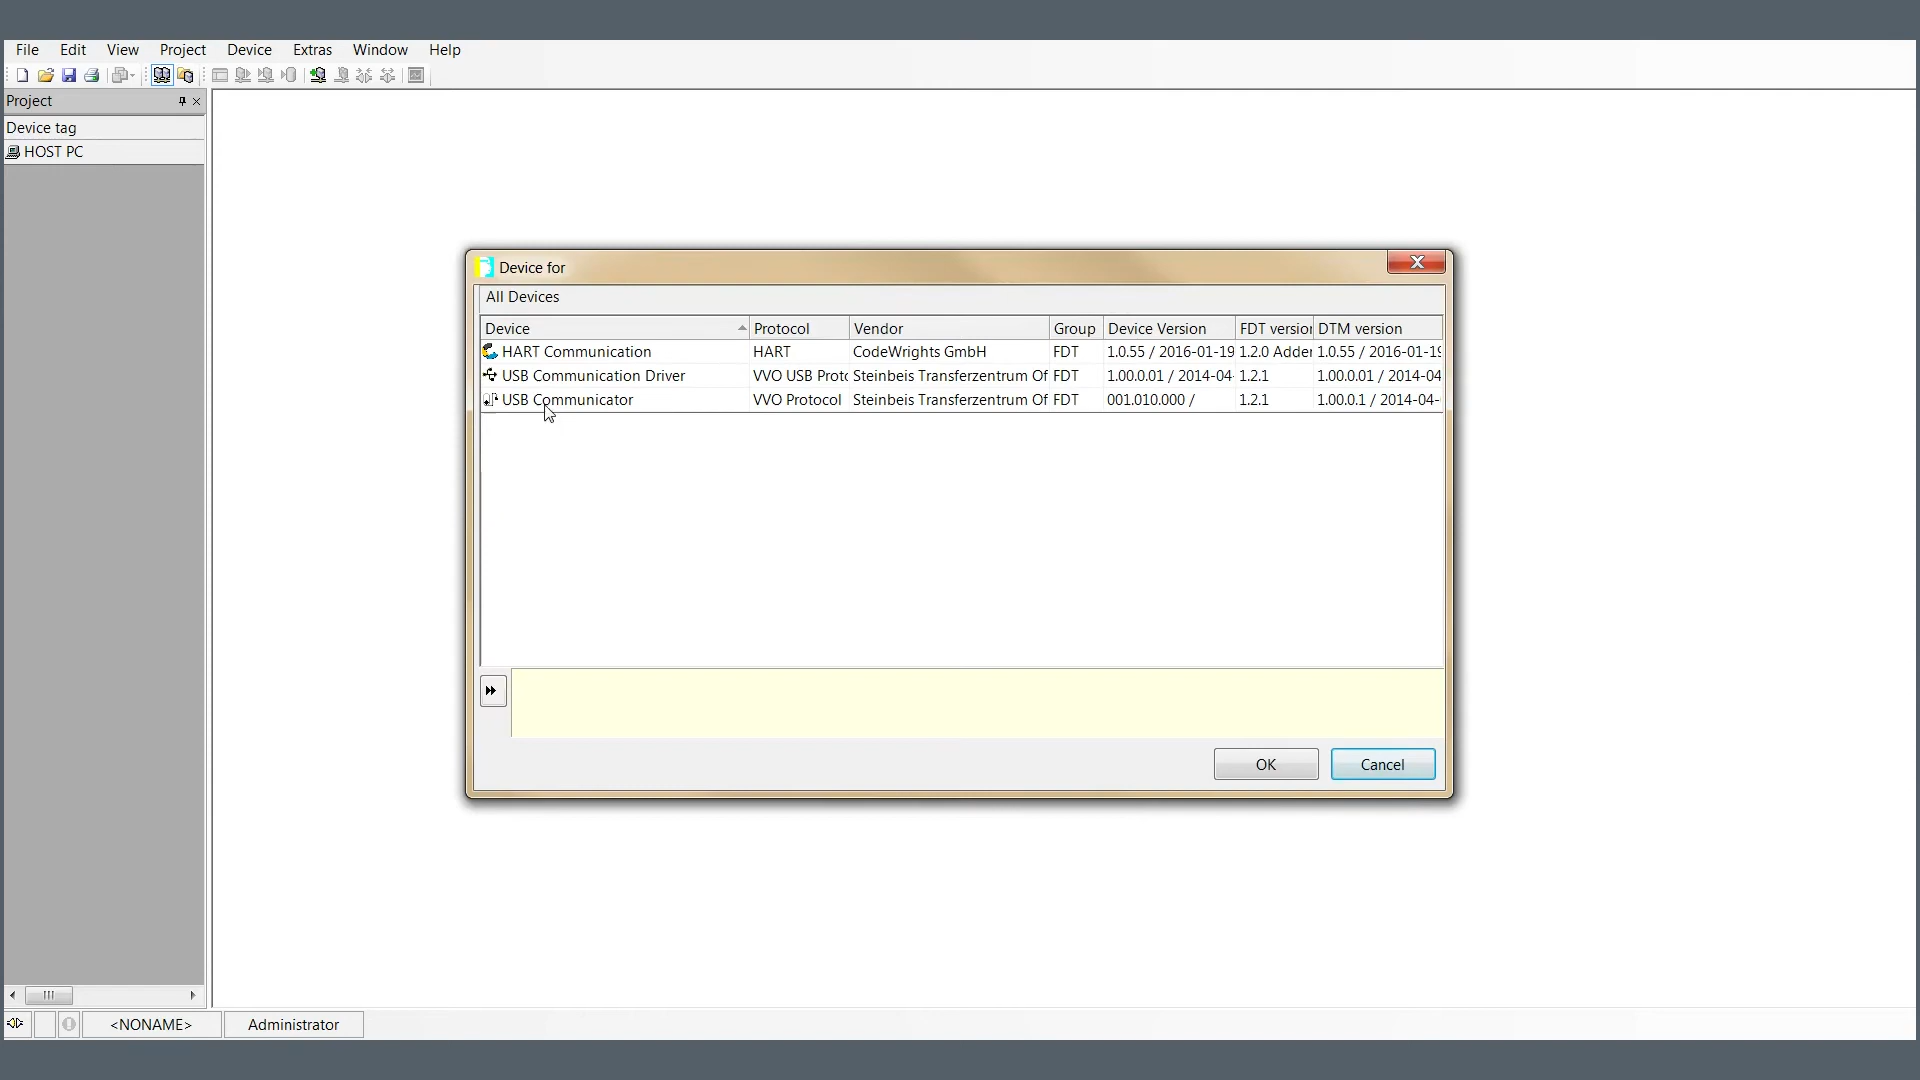 File Edit View Project Device Extras Window Help
Project
Device tag
HOST PC
Device for
All Devices
Device Protocol Vendor Group Device Version FDT version DTM version
HART Communication HART CodeWrights GmbH FDT 1.0.55 / 2016-01-19 1.2.0 Adden 1.0.55 / 2016-01-19
USB Communication Driver VVO USB Proto Steinbeis Transferzentrum Of FDT 1.00.0.01 / 2014-04- 1.2.1 1.00.0.01 / 2014-04
USB Communicator VVO Protocol Steinbeis Transferzentrum Of FDT 001.010.000 / 1.2.1 1.00.0.1 / 2014-04-
OK Cancel
<NONAME> Administrator